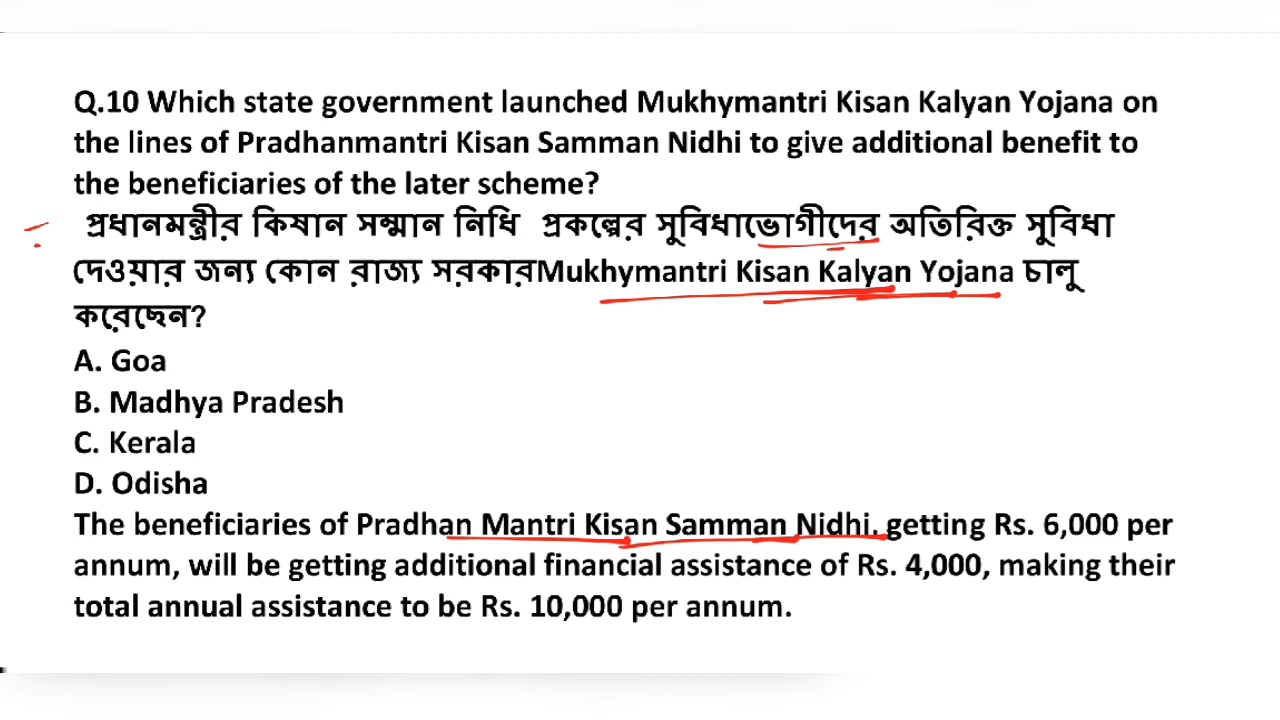 Q.10 Which state government launched Mukhymantri Kisan Kalyan Yojana on
the lines of Pradhanmantri Kisan Samman Nidhi to give additional benefit to
the beneficiaries of the later scheme?
প্রধানমন্ত্রীর কিষান সম্মান নিধি প্রকল্পের সুবিধাভোগীদের অতিরিক্ত সুবিধা
দেওয়ার জন্য কোন রাজ্য সরকারMukhymantri Kisan Kalyan Yojana চালু
করেছেন?
A. Goa
B. Madhya Pradesh
C. Kerala
D. Odisha
The beneficiaries of Pradhan Mantri Kisan Samman Nidhi, getting Rs. 6,000 per
annum, will be getting additional financial assistance of Rs. 4,000, making their
total annual assistance to be Rs. 10,000 per annum.